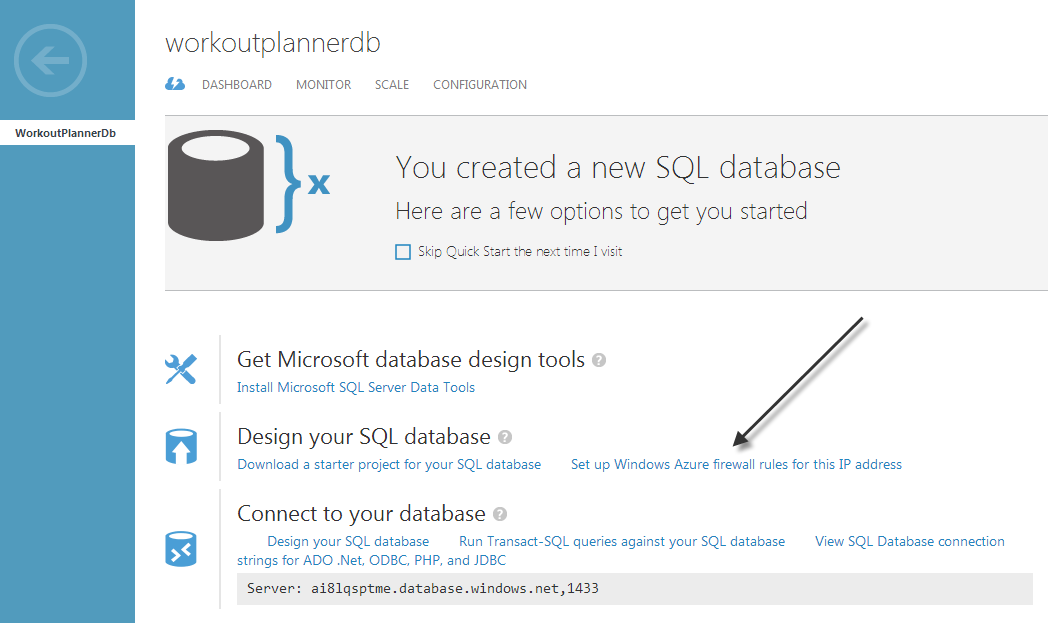 workoutplannerdb
DASHBOARD MONITOR SCALE CONFIGURATION
WorkoutPlannerDb
You created a new SQL database
Here are a few options to get you started
Skip Quick Start the next time I visit
Get Microsoft database design tools ?
Install Microsoft SQL Server Data Tools
Design your SQL database ?
Download a starter project for your SQL database Set up Windows Azure firewall rules for this IP address
Connect to your database ?
Design your SQL database Run Transact-SQL queries against your SQL database View SQL Database connection
strings for ADO .Net, ODBC, PHP, and JDBC
Server: ai8lqsptme.database.windows.net,1433